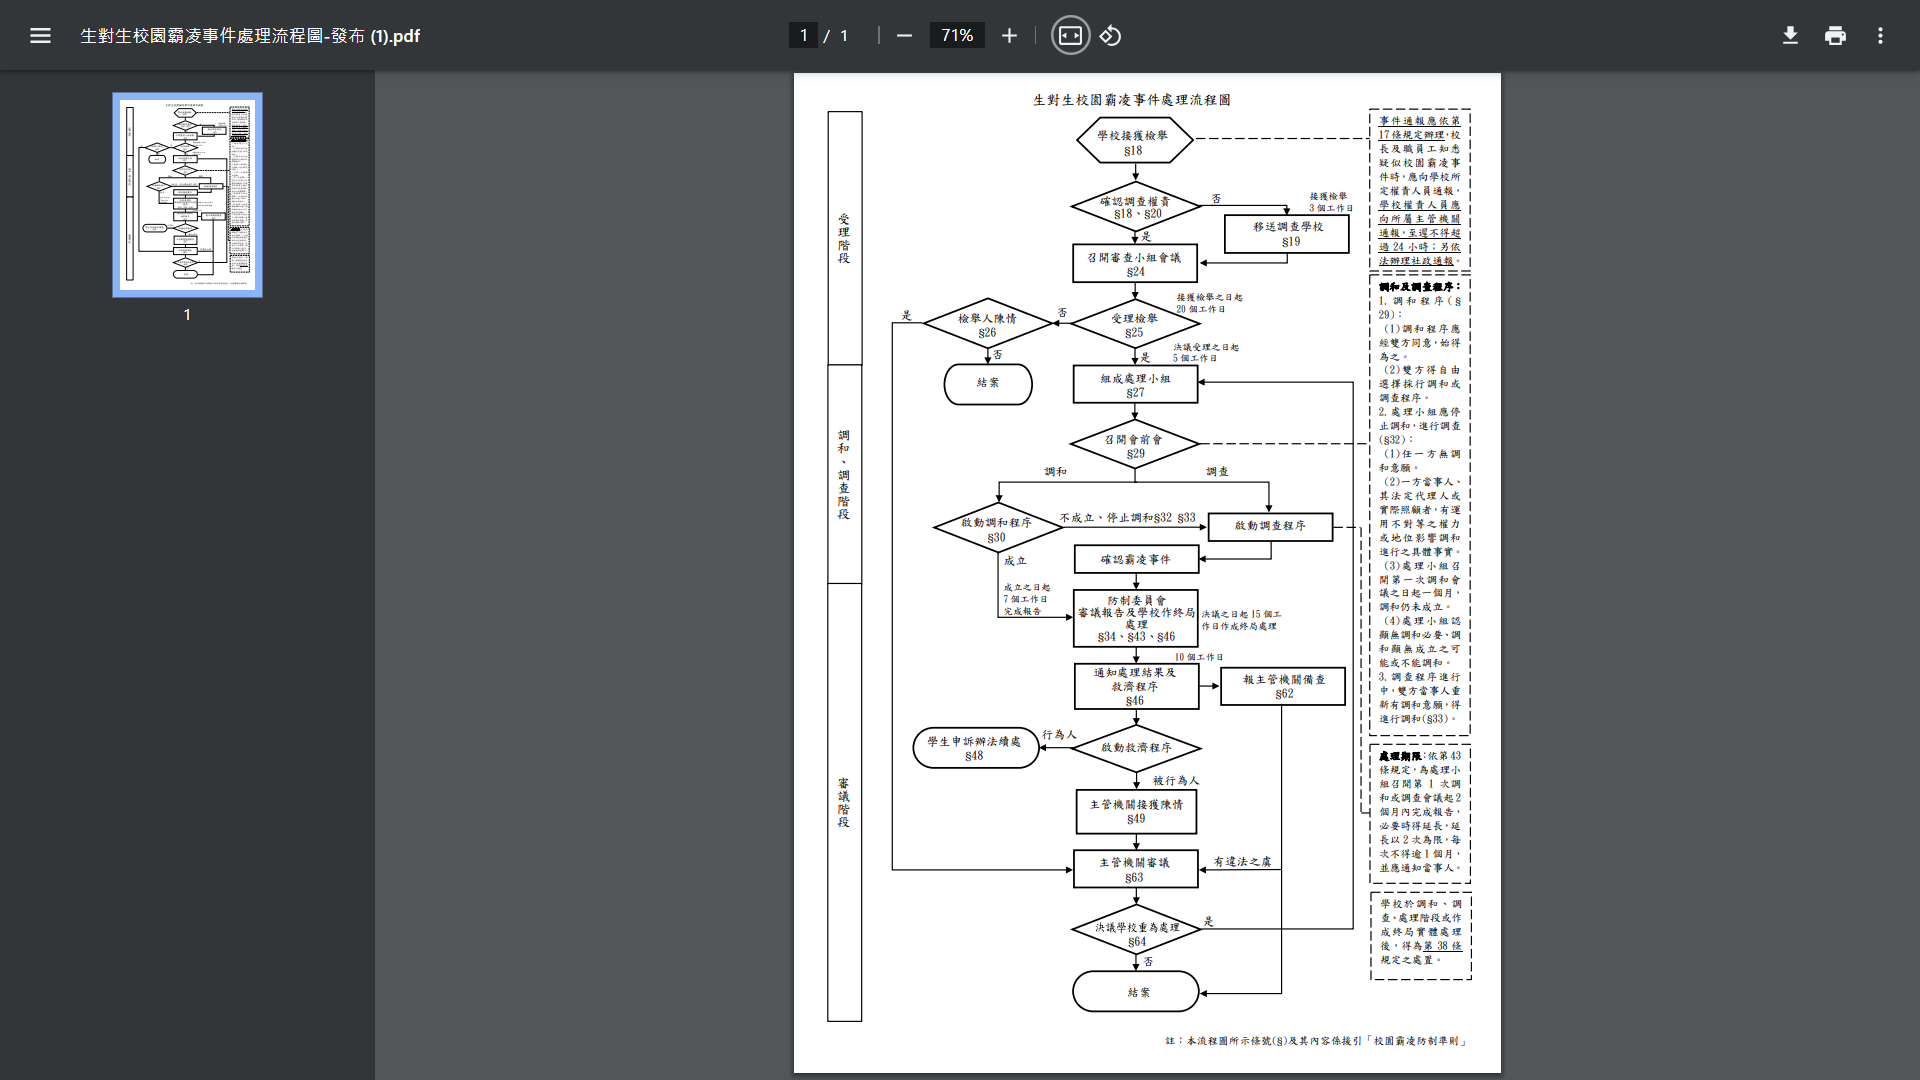 生對生校園霸凌事件處理流程圖-發布 (1).pdf
1 / 1
71%
1
生對生校園霸凌事件處理流程圖
受理階段
調和、調查階段
審議階段
學校接獲檢舉
§18
確認調查權責
§18、§20
否
接獲檢舉
3 個工作日
移送調查學校
§19
是
召開審查小組會議
§24
接獲檢舉之日起
20 個工作日
受理檢舉
§25
否
檢舉人陳情
§26
是
否
結案
決議受理之日起
5 個工作日
是
組成處理小組
§27
召開會前會
§29
調和
調查
啟動調和程序
§30
不成立、停止調和§32 §33
啟動調查程序
成立
確認霸凌事件
成立之日起
7 個工作日
完成報告
防制委員會
審議報告及學校作終局
處理
§34、§43、§46
決議之日起 15 個工
作日作成終局處理
10 個工作日
通知處理結果及
救濟程序
§46
報主管機關備查
§62
啟動救濟程序
行為人
學生申訴辦法續處
§48
被行為人
主管機關接獲陳情
§49
主管機關審議
§63
有違法之虞
決議學校重為處理
§64
是
否
結案
事件通報應依第
17 條規定辦理，校
長及職員工知悉
疑似校園霸凌事
件時，應向學校所
定權責人員通報，
學校權責人員應
向所屬主管機關
通報，至遲不得超
過 24 小時；另依
法辦理社政通報。
調和及調查程序：
1. 調和程序(§
29)：
(1)調和程序應
經雙方同意，始得
為之。
(2)雙方得自由
選擇採行調和或
調查程序。
2. 處理小組應停
止調和，進行調查
(§32)：
(1)任一方無調
和意願。
(2)一方當事人、
其法定代理人或
實際照顧者，有運
用不對等之權力
或地位影響調和
進行之具體事實。
(3)處理小組召
開第一次調和會
議之日起一個月，
調和仍未成立。
(4)處理小組認
顯無調和必要、調
和顯無成立之可
能或不能調和。
3. 調查程序進行
中，雙方當事人重
新有調和意願，得
進行調和(§33)。
處理期限：依第 43
條規定，為處理小
組召開第 1 次調
和或調查會議起 2
個月內完成報告，
必要時得延長，延
長以 2 次為限，每
次不得逾 1 個月，
並應通知當事人。
學校於調和、調
查、處理階段或作
成終局實體處理
後，得為第 38 條
規定之處置。
註：本流程圖所示條號(§)及其內容係援引「校園霸凌防制準則」